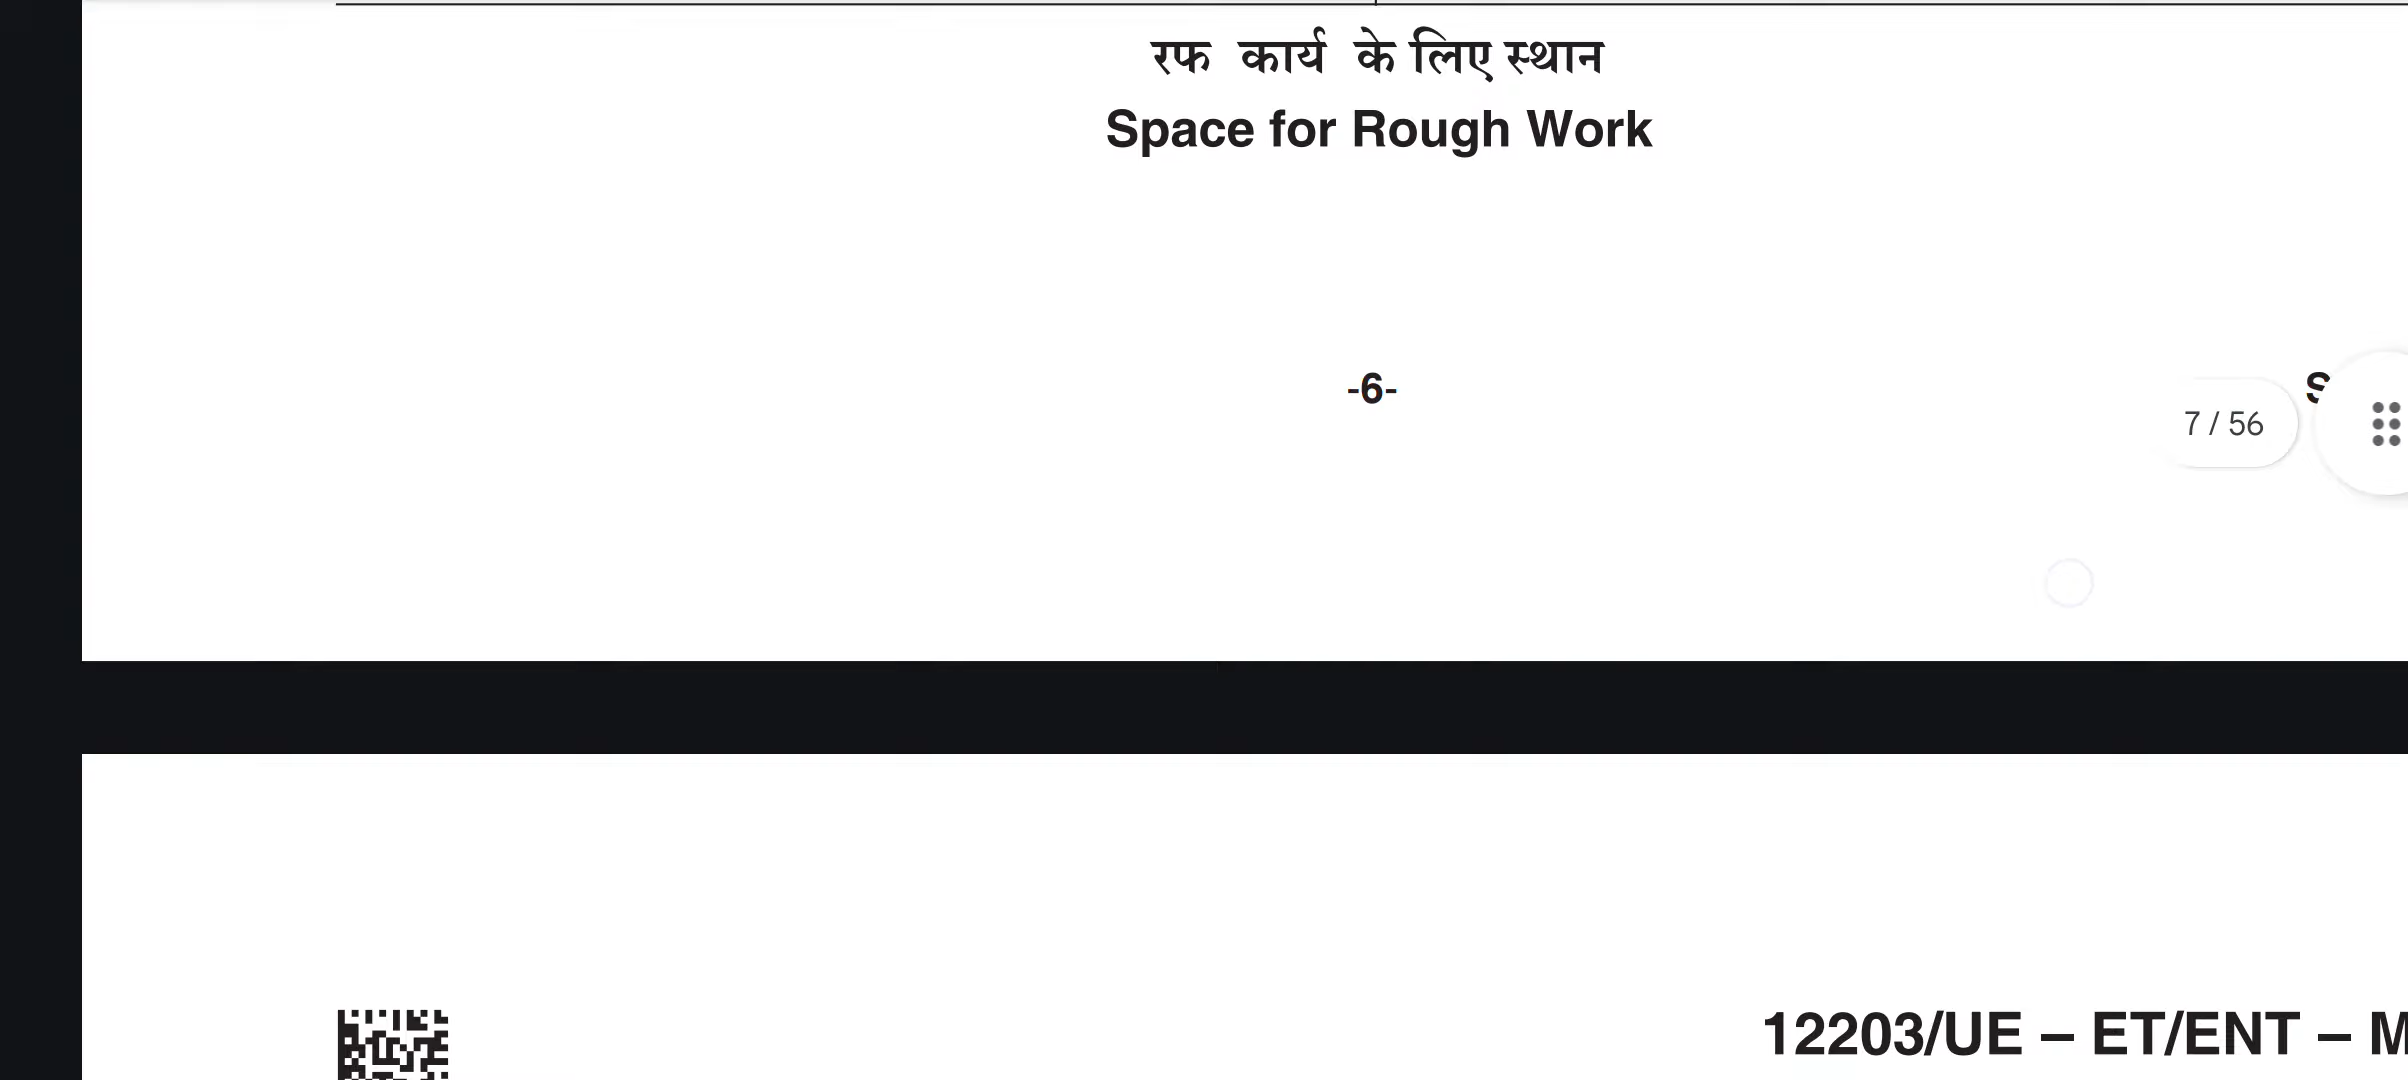 रफ कार्य के लिए स्थान
Space for Rough Work
-6-
7 / 56
12203/UE – ET/ENT –